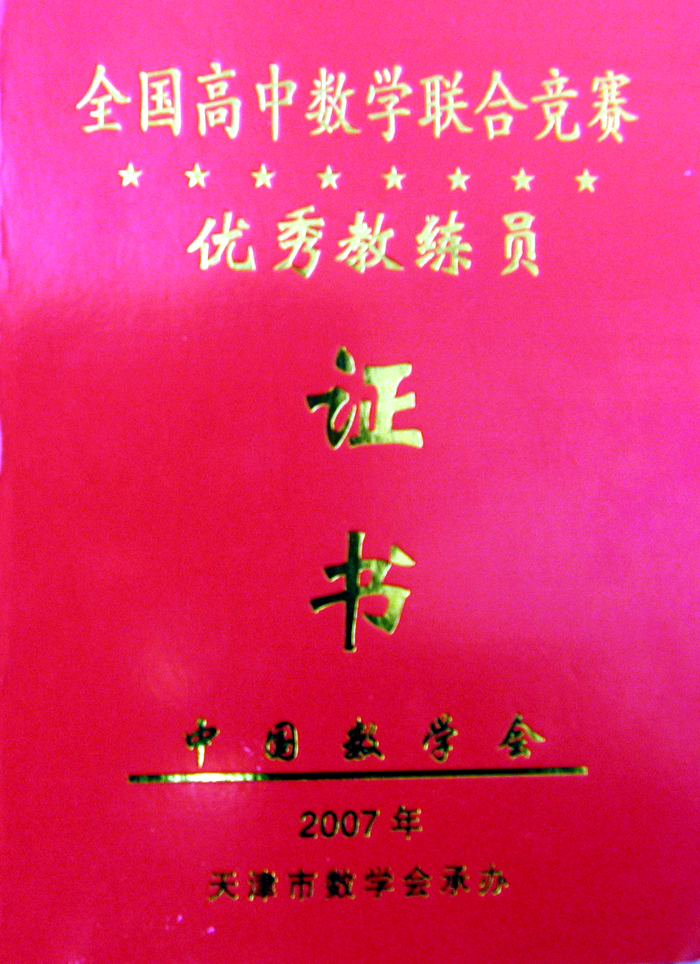 全国高中数学联合竞赛
★ ★ ★ ★ ★ ★ ★ ★
优秀教练员
证
书
中国数学会
2007年
天津市数学会承办